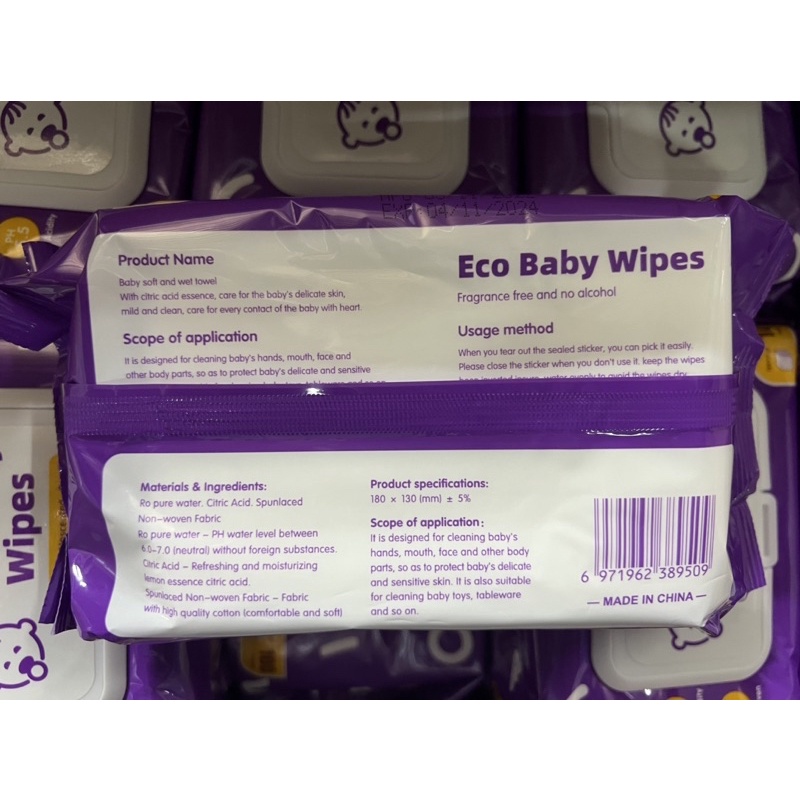 EXP: 04/11/2024
Product Name
Baby soft and wet towel
With citric acid essence, care for the baby's delicate skin,
mild and clean, care for every contact of the baby with heart.
Scope of application
It is designed for cleaning baby's hands, mouth, face and
other body parts, so as to protect baby's delicate and sensitive
Eco Baby Wipes
Fragrance free and no alcohol
Usage method
When you tear out the sealed sticker, you can pick it easily.
Please close the sticker when you don't use it. keep the wipes
Materials & Ingredients:
Ro pure water. Citric Acid. Spunlaced
Non-woven Fabric
Ro pure water – PH water level between
6.0-7.0 (neutral) without foreign substances.
Citric Acid – Refreshing and moisturizing
lemon essence citric acid.
Spunlaced Non-woven Fabric – Fabric
with high quality cotton (comfortable and soft)
Product specifications:
180 × 130 (mm) ± 5%
Scope of application:
It is designed for cleaning baby's
hands, mouth, face and other body
parts, so as to protect baby's delicate
and sensitive skin. It is also suitable
for cleaning baby toys, tableware
and so on.
6 971962 389509
— MADE IN CHINA —
Wipes
PH
5